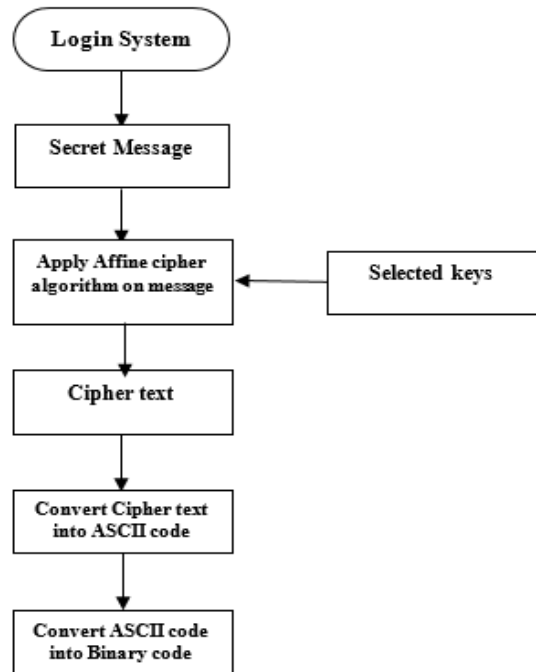 Login System
Secret Message
Apply Affine cipher
algorithm on message
Selected keys
Cipher text
Convert Cipher text
into ASCII code
Convert ASCII code
into Binary code